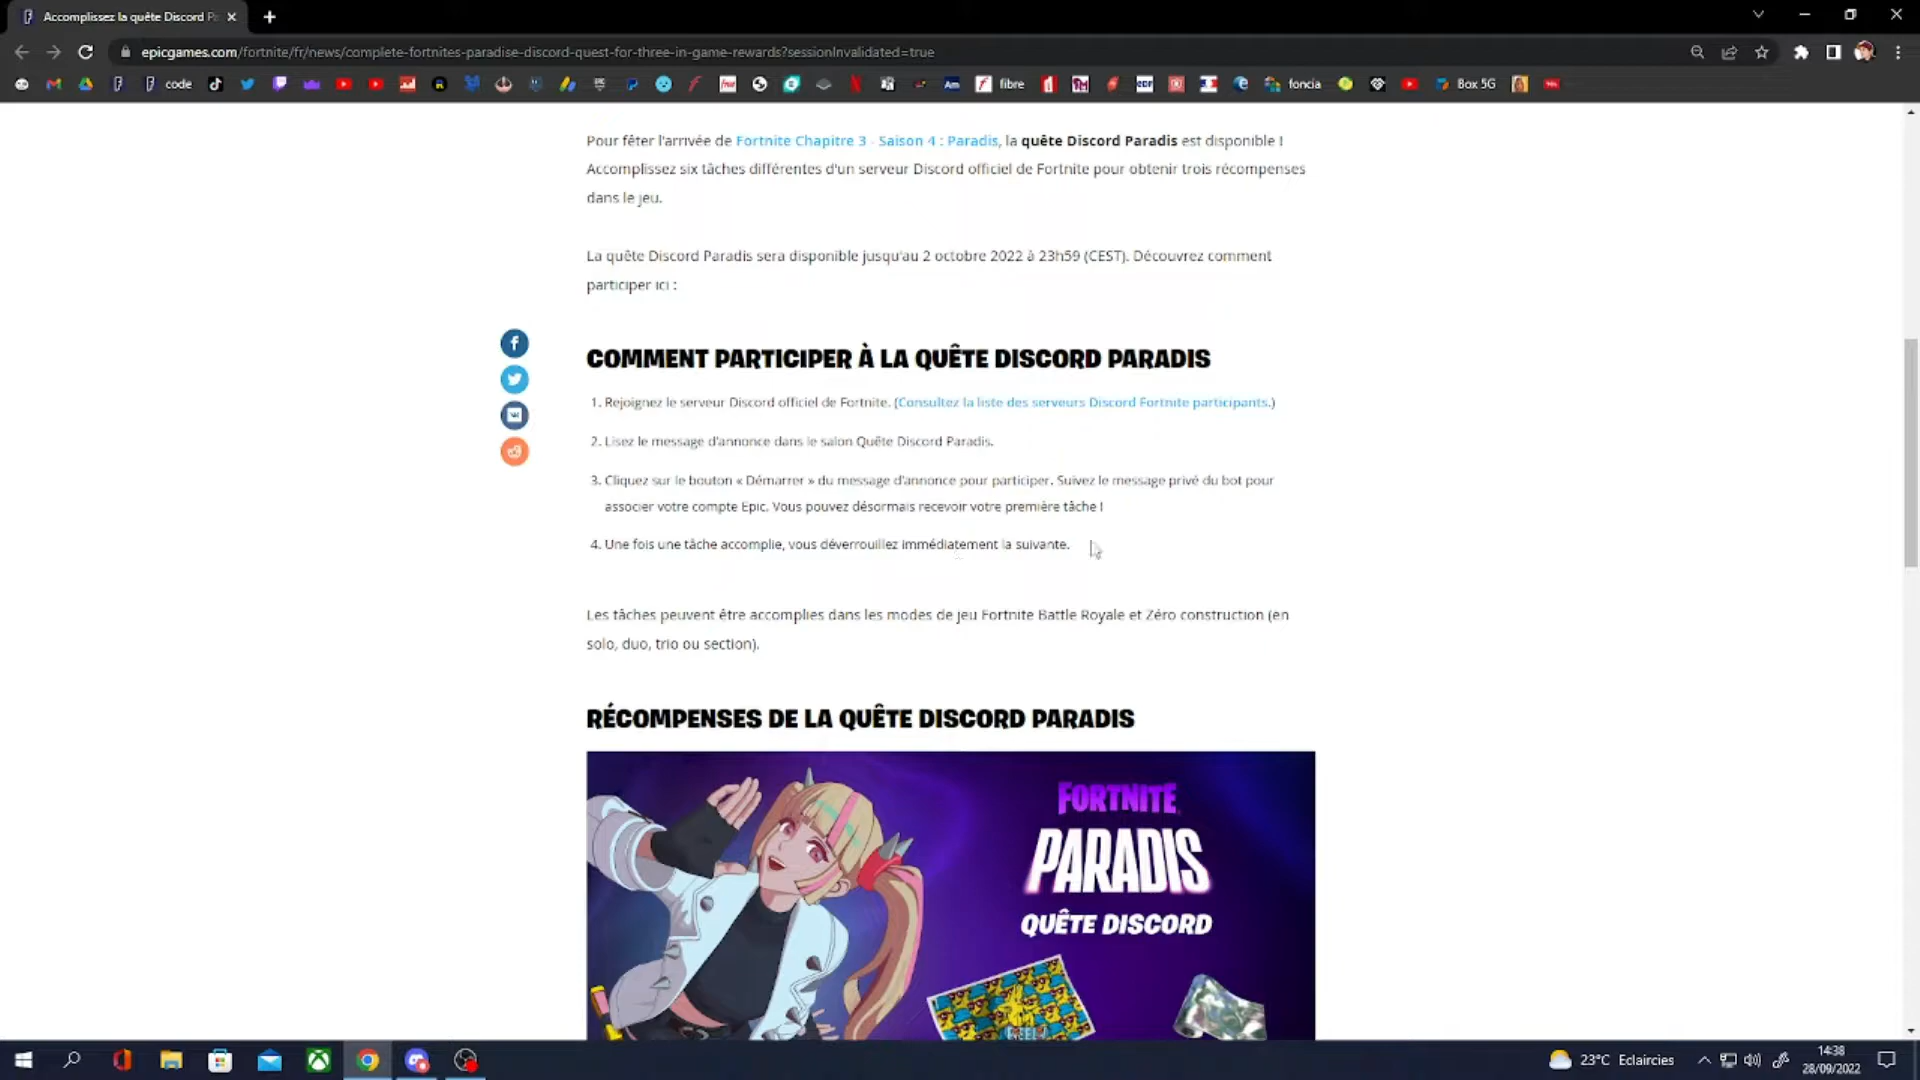 Accomplissez la quête Discord Pa
epicgames.com/fortnite/fr/news/complete-fortnites-paradise-discord-quest-for-three-in-game-rewards?sessionInvalidated=true
code
fibre
foncia
Box 5G
Pour fêter l'arrivée de Fortnite Chapitre 3 - Saison 4 : Paradis, la quête Discord Paradis est disponible !
Accomplissez six tâches différentes d'un serveur Discord officiel de Fortnite pour obtenir trois récompenses
dans le jeu.
La quête Discord Paradis sera disponible jusqu'au 2 octobre 2022 à 23h59 (CEST). Découvrez comment
participer ici :
COMMENT PARTICIPER À LA QUÊTE DISCORD PARADIS
1. Rejoignez le serveur Discord officiel de Fortnite. (Consultez la liste des serveurs Discord Fortnite participants.)
2. Lisez le message d'annonce dans le salon Quête Discord Paradis.
3. Cliquez sur le bouton « Démarrer » du message d'annonce pour participer. Suivez le message privé du bot pour
associer votre compte Epic. Vous pouvez désormais recevoir votre première tâche !
4. Une fois une tâche accomplie, vous déverrouillez immédiatement la suivante.
Les tâches peuvent être accomplies dans les modes de jeu Fortnite Battle Royale et Zéro construction (en
solo, duo, trio ou section).
RÉCOMPENSES DE LA QUÊTE DISCORD PARADIS
FORTNITE
PARADIS
QUÊTE DISCORD
23°C Eclaircies
14:38
28/09/2022